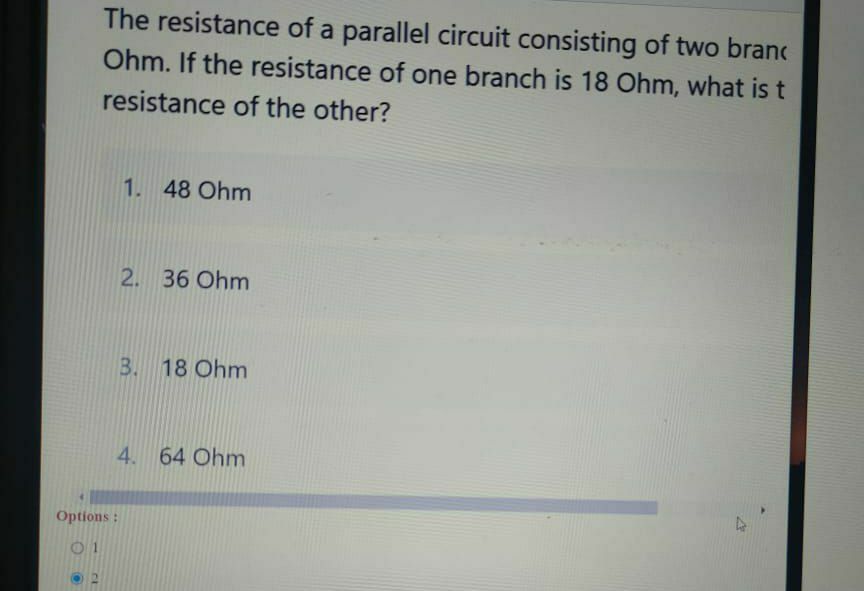 The resistance of a parallel circuit consisting of two branc
Ohm. If the resistance of one branch is 18 Ohm, what is t
resistance of the other?
1. 48 Ohm
2. 36 Ohm
3. 18 Ohm
4. 64 Ohm
Options :
1
2